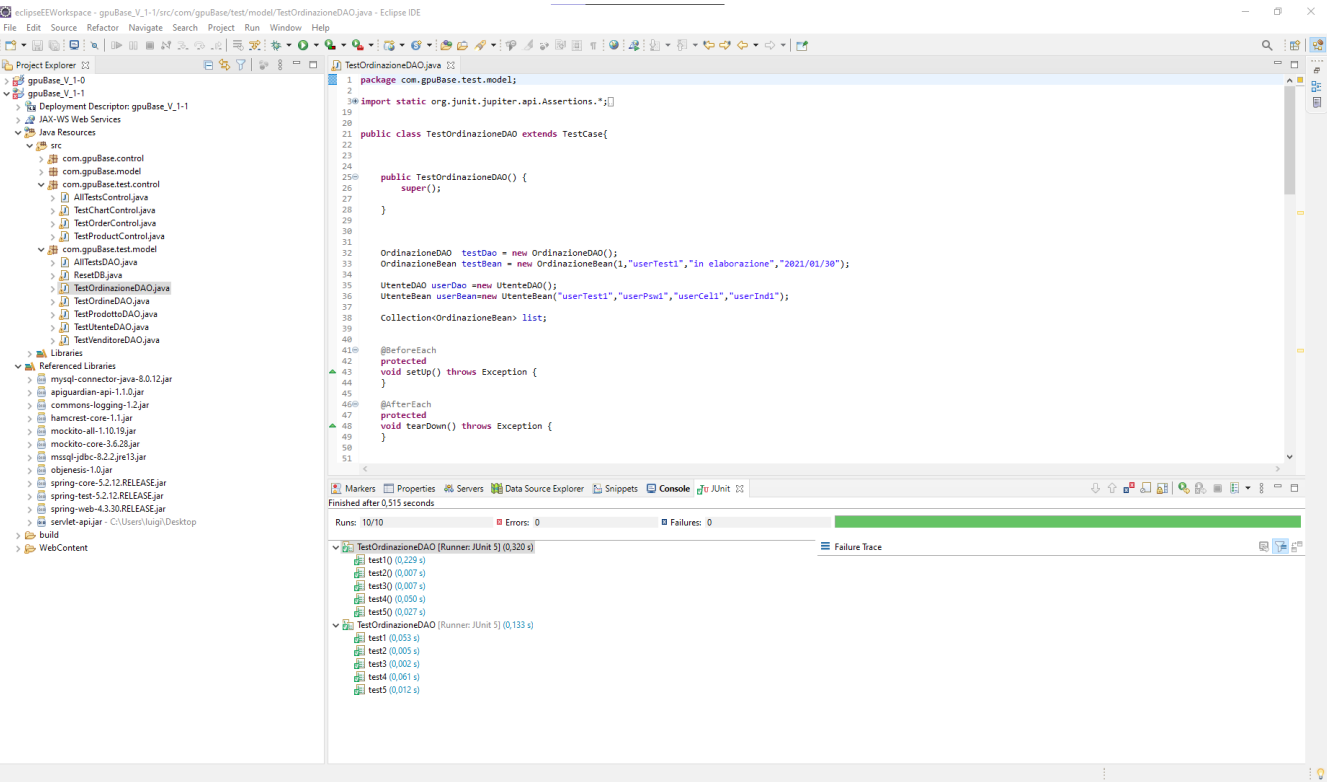 eclipseEEWorkspace - gpuBase_V_1-1/src/com/gpuBase/test/model/TestOrdinazioneDAO.java - Eclipse IDE
File Edit Source Refactor Navigate Search Project Run Window Help
Project Explorer
gpuBase_V_1-0
gpuBase_V_1-1
Deployment Descriptor: gpuBase_V_1-1
JAX-WS Web Services
Java Resources
src
com.gpuBase.control
com.gpuBase.model
com.gpuBase.test.control
AllTestsControl.java
TestChartControl.java
TestOrderControl.java
TestProductControl.java
com.gpuBase.test.model
AllTestsDAO.java
ResetDB.java
TestOrdinazioneDAO.java
TestOrdineDAO.java
TestProdottoDAO.java
TestUtenteDAO.java
TestVenditoreDAO.java
Libraries
Referenced Libraries
mysql-connector-java-8.0.12.jar
apiguardian-api-1.1.0.jar
commons-logging-1.2.jar
hamcrest-core-1.1.jar
mockito-all-1.10.19.jar
mockito-core-3.6.28.jar
mssql-jdbc-8.2.2.jre13.jar
objenesis-1.0.jar
spring-core-5.2.12.RELEASE.jar
spring-test-5.2.12.RELEASE.jar
spring-web-4.3.30.RELEASE.jar
servlet-api.jar - C:\Users\luigi\Desktop
build
WebContent
TestOrdinazioneDAO.java
1 package com.gpuBase.test.model;
2
3 import static org.junit.jupiter.api.Assertions.*;
19
20
21 public class TestOrdinazioneDAO extends TestCase{
22
23
24
25 public TestOrdinazioneDAO() {
26 super();
27
28 }
29
30
31
32 OrdinazioneDAO testDao = new OrdinazioneDAO();
33 OrdinazioneBean testBean = new OrdinazioneBean(1,"userTest1","in elaborazione","2021/01/30");
34
35 UtenteDAO userDao =new UtenteDAO();
36 UtenteBean userBean=new UtenteBean("userTest1","userPsw1","userCel1","userInd1");
37
38 Collection<OrdinazioneBean> list;
39
40
41 @BeforeEach
42 protected
43 void setUp() throws Exception {
44 }
45
46 @AfterEach
47 protected
48 void tearDown() throws Exception {
49 }
50
51
Markers Properties Servers Data Source Explorer Snippets Console JUnit
Finished after 0,515 seconds
Runs: 10/10 Errors: 0 Failures: 0
TestOrdinazioneDAO [Runner: JUnit 5] (0,320 s)
test1() (0,229 s)
test2() (0,007 s)
test3() (0,007 s)
test4() (0,050 s)
test5() (0,027 s)
TestOrdinazioneDAO [Runner: JUnit 5] (0,133 s)
test1 (0,053 s)
test2 (0,005 s)
test3 (0,002 s)
test4 (0,061 s)
test5 (0,012 s)
Failure Trace